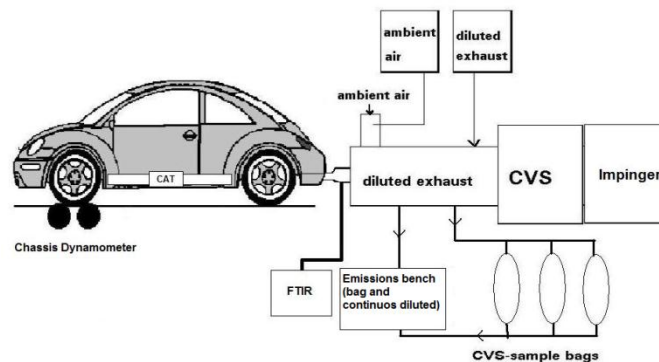 ambient
air
diluted
exhaust
ambient air
CAT
diluted exhaust
CVS
Impinger
Chassis Dynamometer
FTIR
Emissions bench
(bag and
continuos diluted)
CVS-sample bags